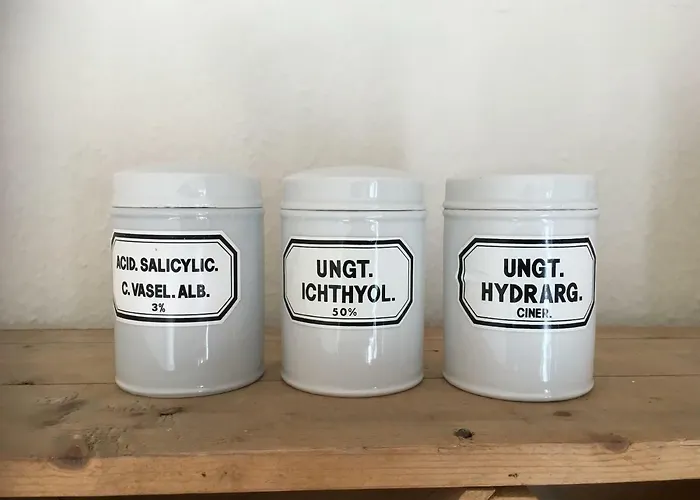 ACID. SALICYLIC.
C. VASEL. ALB.
3%
UNGT.
ICHTHYOL.
50%
UNGT.
HYDRARG.
CINER.